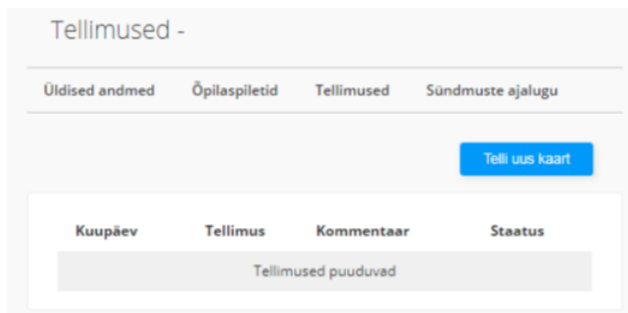 Tellimused -
Üldised andmed Õpilaspiletid Tellimused Sündmuste ajalugu
Telli uus kaart
Kuupäev Tellimus Kommentaar Staatus
Tellimused puuduvad